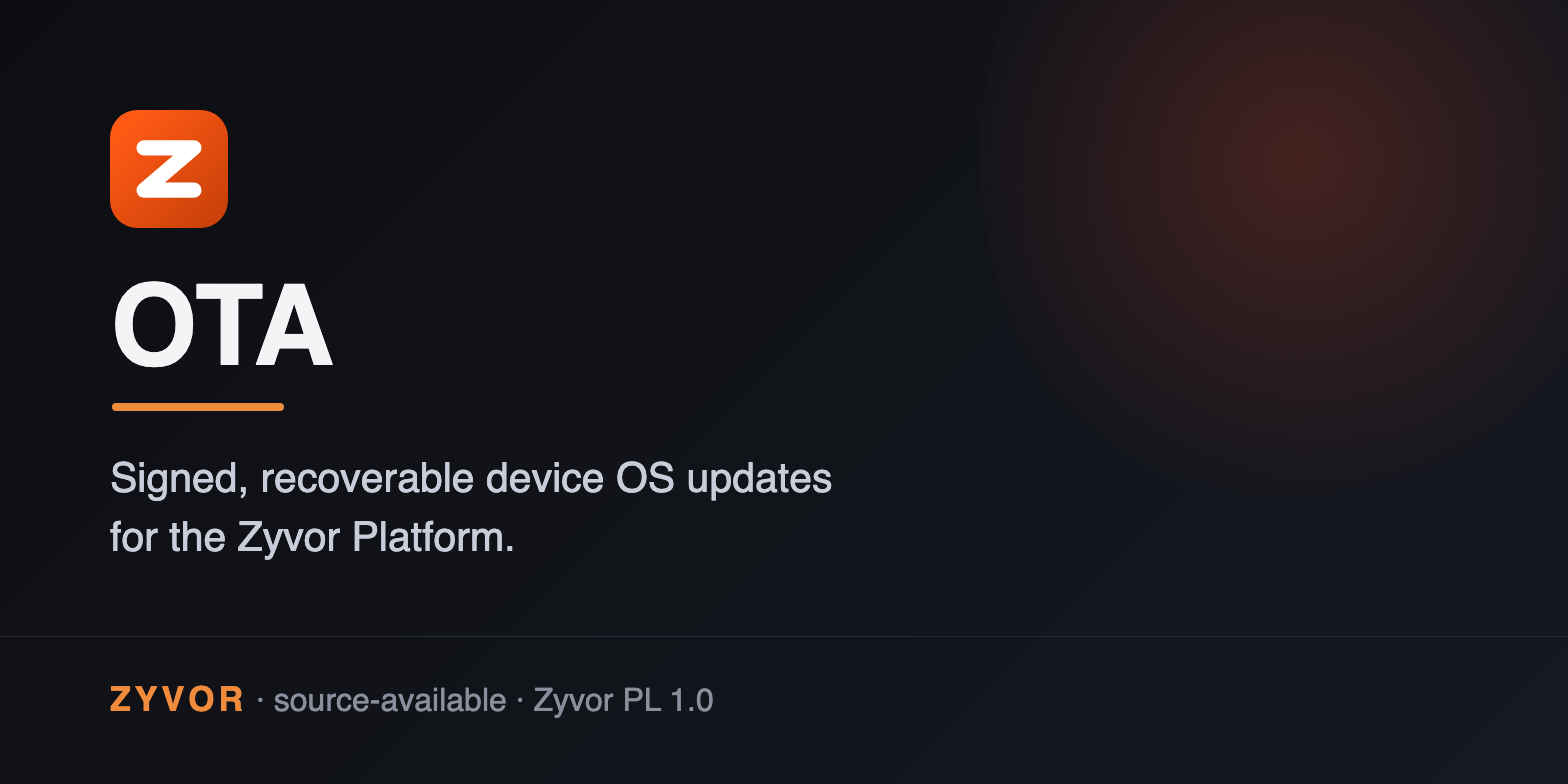 Z
OTA
Signed, recoverable device OS updates
for the Zyvor Platform.
ZYVOR · source-available · Zyvor PL 1.0